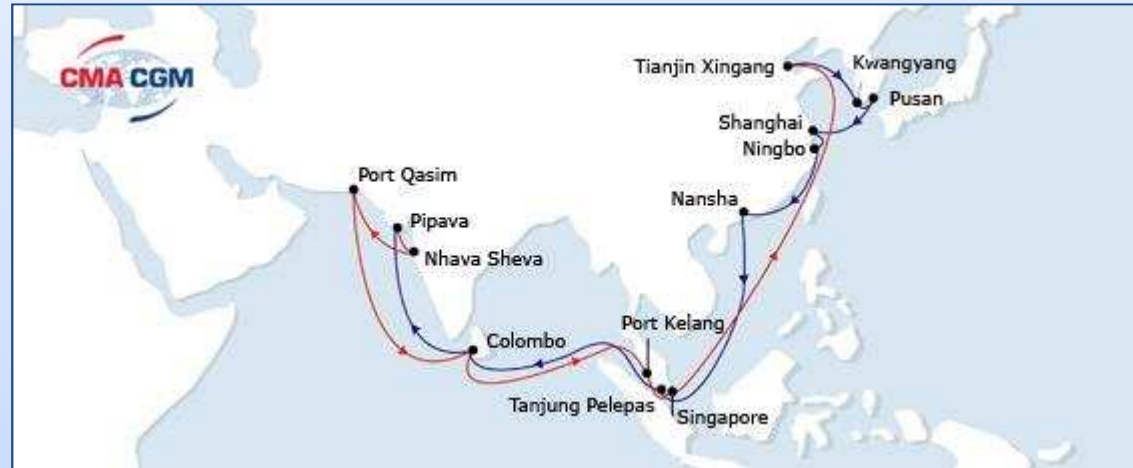 CMA CGM
Tianjin Xingang
Kwangyang
Pusan
Shanghai
Ningbo
Port Qasim
Nansha
Pipava
Nhava Sheva
Port Kelang
Colombo
Tanjung Pelepas
Singapore